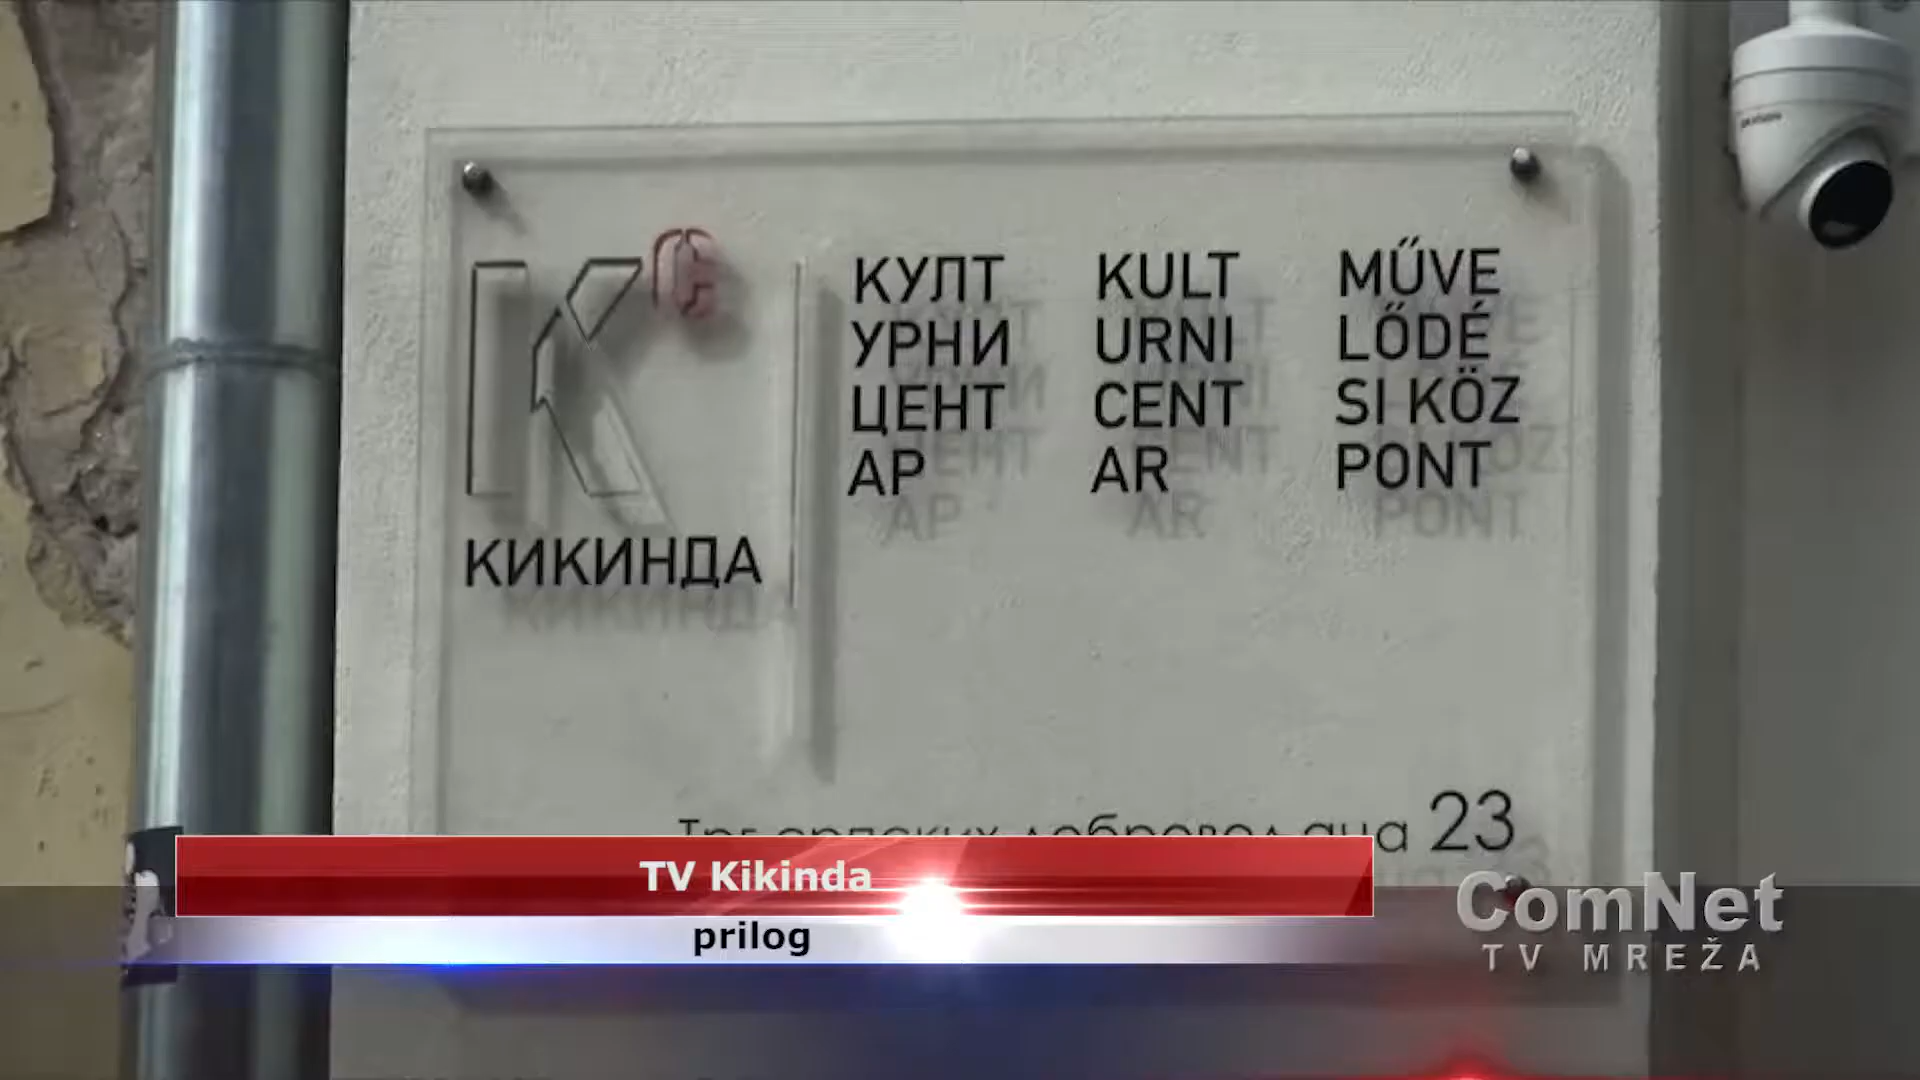 КИКИНДА
КУЛТ
УРНИ
ЦЕНТ
АР
KULT
URNI
CENT
AR
MŰVE
LŐDÉ
SI KÖZ
PONT
23
TV Kikinda
prilog
ComNet
TV MREŽA